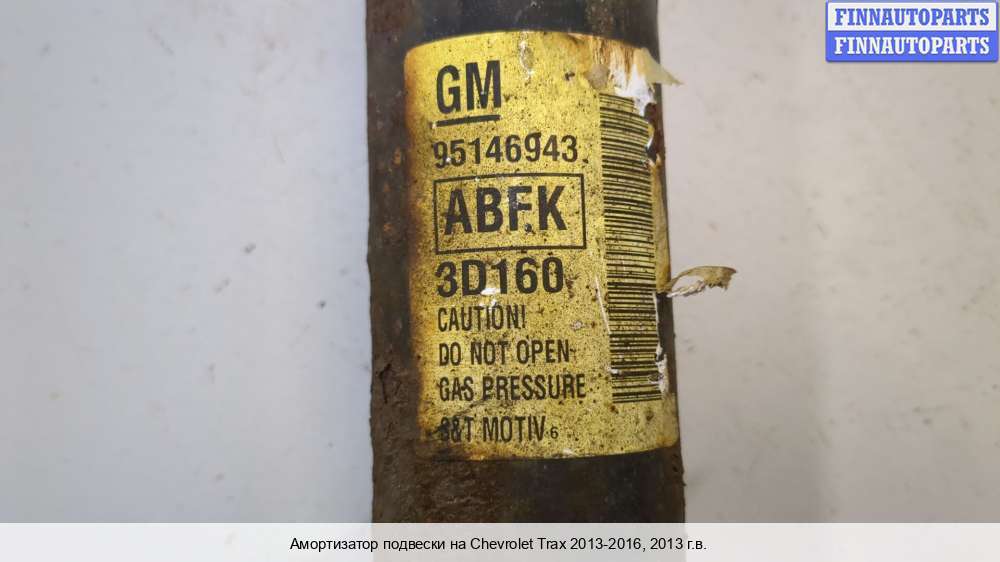 FINNAUTOPARTS
FINNAUTOPARTS
GM
95146943
ABFK
3D160
CAUTION!
DO NOT OPEN
GAS PRESSURE
S&T MOTIV 6
Амортизатор подвески на Chevrolet Trax 2013-2016, 2013 г.в.